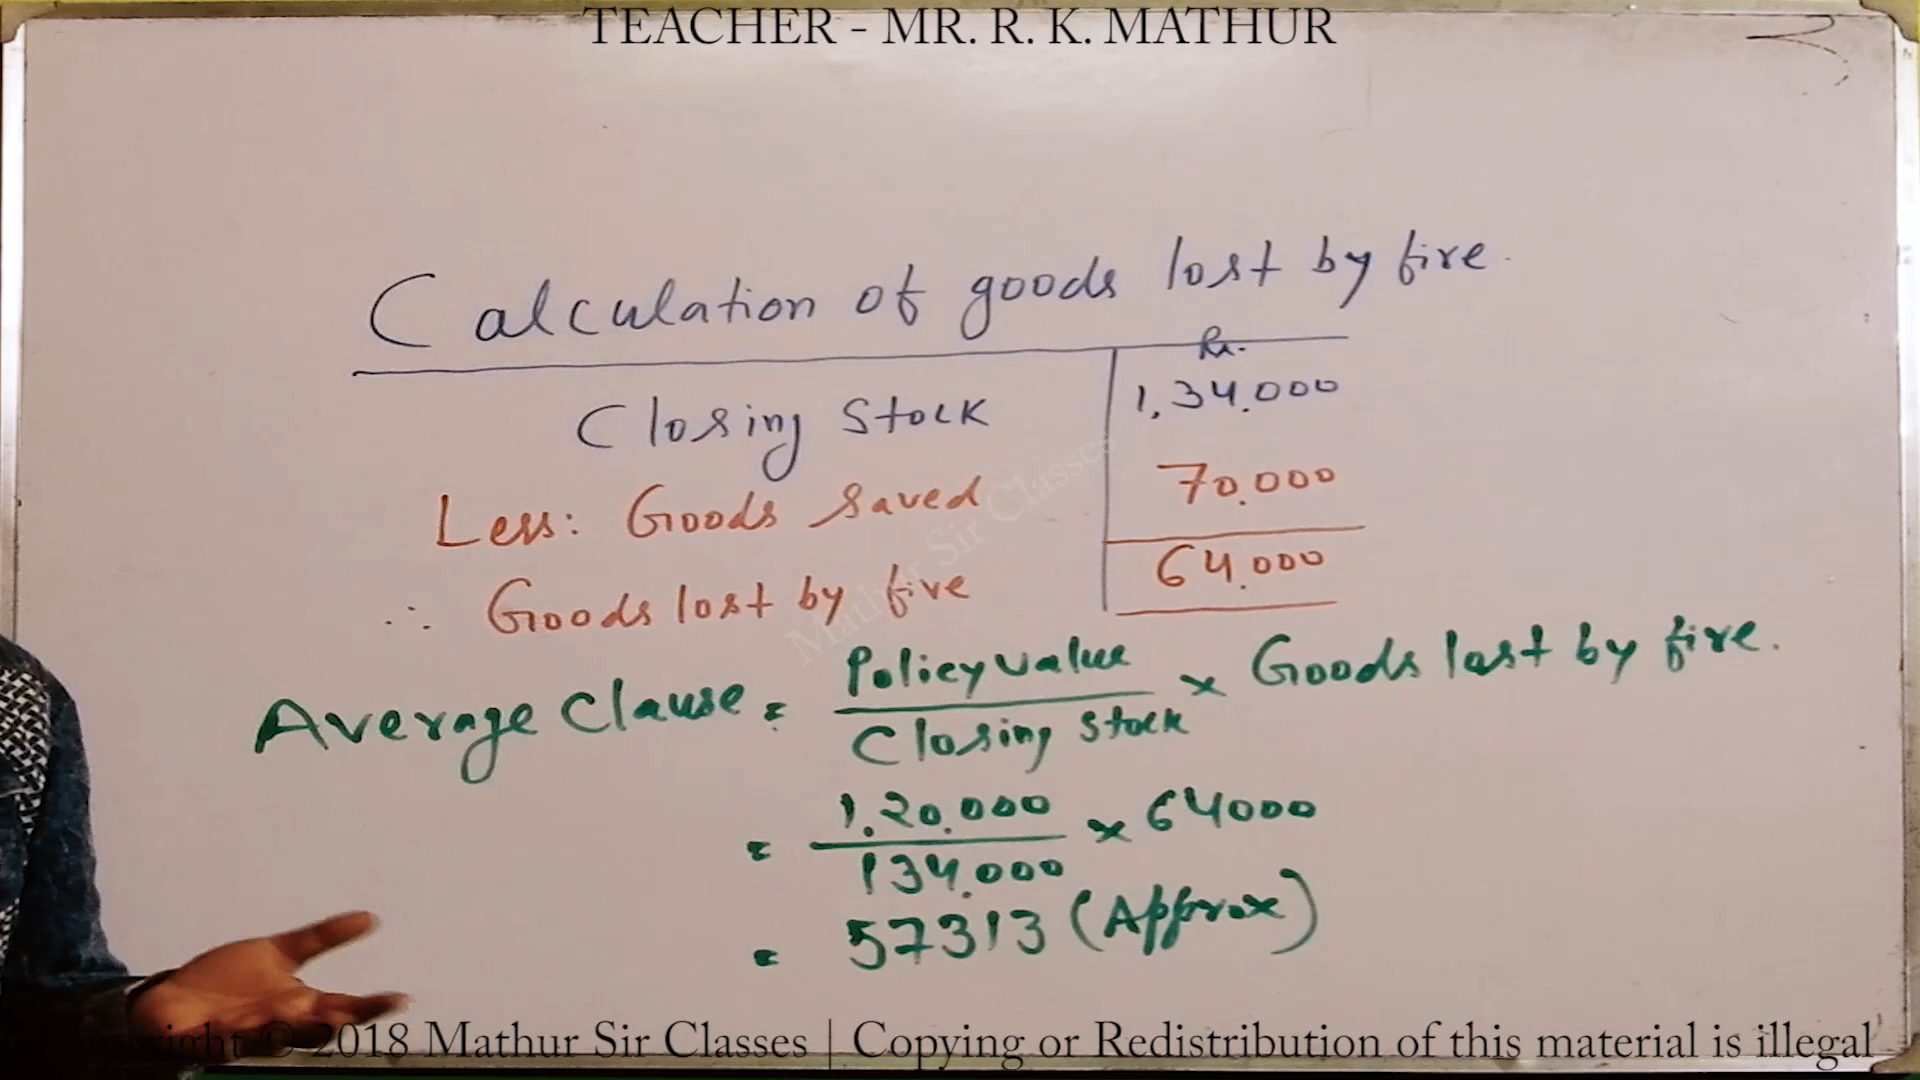 TEACHER - MR. R. K. MATHUR
Calculation of goods lost by fire.
Rs.
Closing Stock 1,34,000
Less: Goods saved 70,000
∴ Goods lost by fire 64,000
Average Clause = Policy value / Closing Stock × Goods lost by fire.
= 1,20,000 / 134,000 × 64000
= 57313 (Approx)
Mathur Sir Classes
Copyright © 2018 Mathur Sir Classes | Copying or Redistribution of this material is illegal